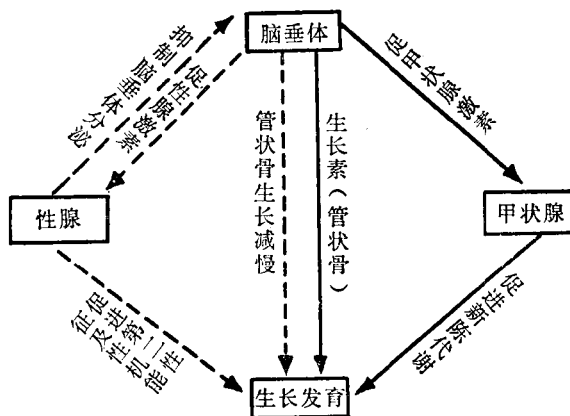 脑垂体
抑制脑垂体分泌
促性腺激素
管状骨生长减慢
生长素（管状骨）
促甲状腺激素
性腺
甲状腺
促进第二性
征及性机能
促进新陈代谢
生长发育